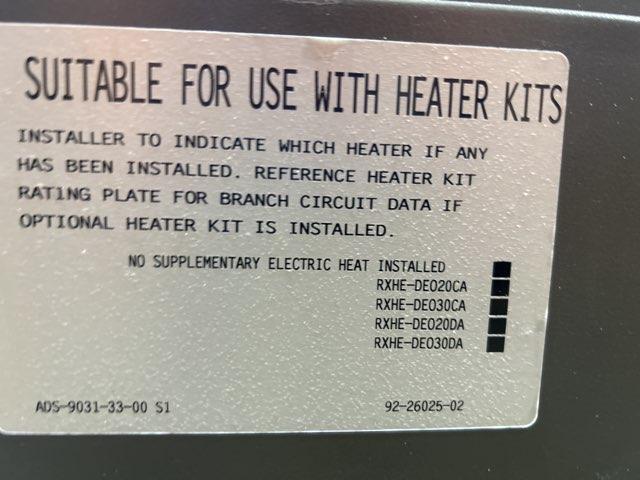 SUITABLE FOR USE WITH HEATER KITS
INSTALLER TO INDICATE WHICH HEATER IF ANY
HAS BEEN INSTALLED. REFERENCE HEATER KIT
RATING PLATE FOR BRANCH CIRCUIT DATA IF
OPTIONAL HEATER KIT IS INSTALLED.
NO SUPPLEMENTARY ELECTRIC HEAT INSTALLED
RXHE-DE020CA
RXHE-DE030CA
RXHE-DE020DA
RXHE-DE030DA
ADS-9031-33-00 S1 92-26025-02